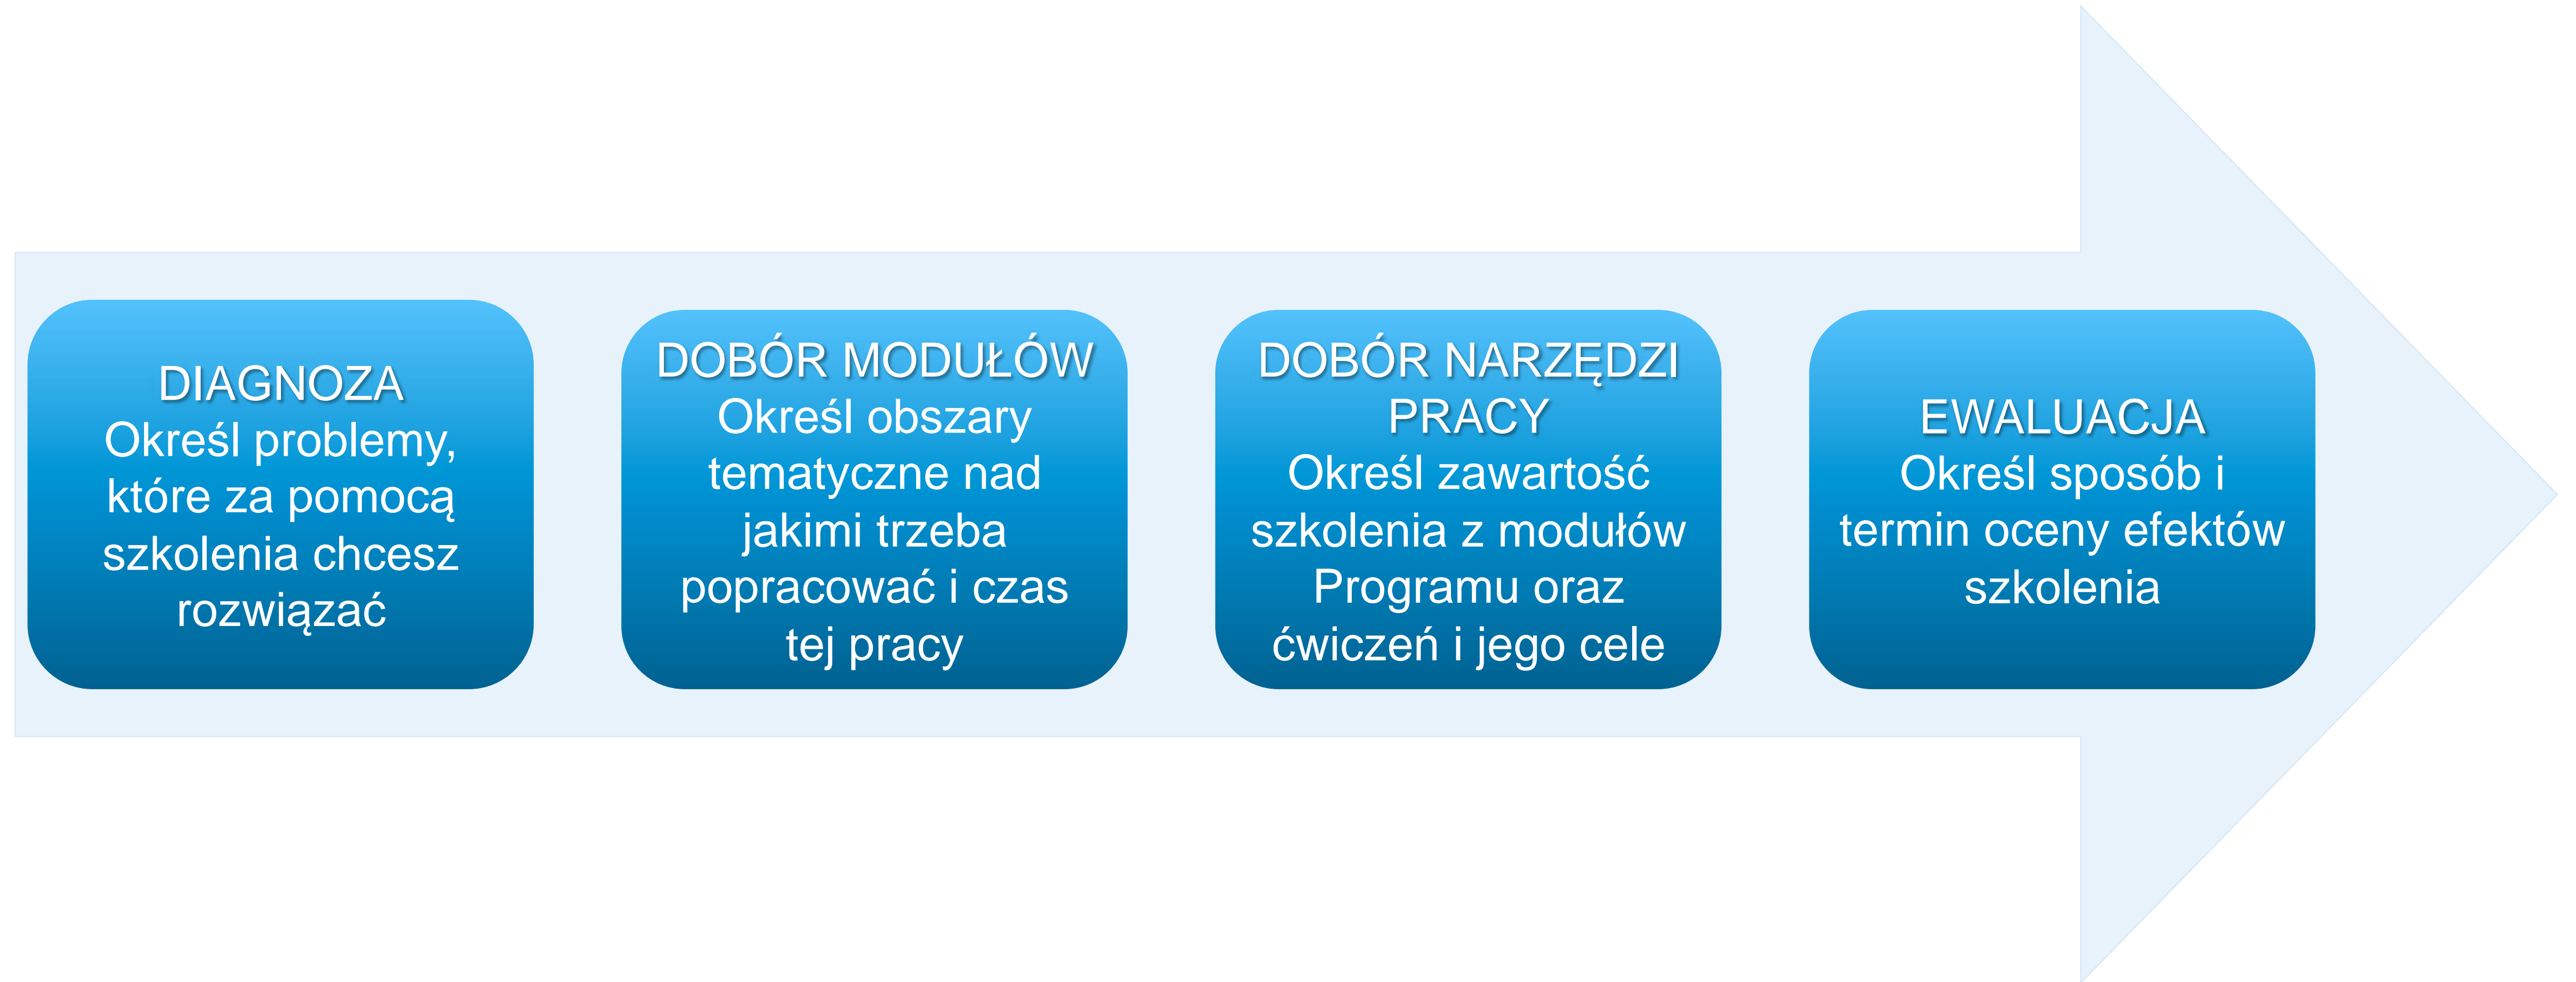 DIAGNOZA
Określ problemy,
które za pomocą
szkolenia chcesz
rozwiązać
DOBÓR MODUŁÓW
Określ obszary
tematyczne nad
jakimi trzeba
popracować i czas
tej pracy
DOBÓR NARZĘDZI
PRACY
Określ zawartość
szkolenia z modułów
Programu oraz
ćwiczeń i jego cele
EWALUACJA
Określ sposób i
termin oceny efektów
szkolenia